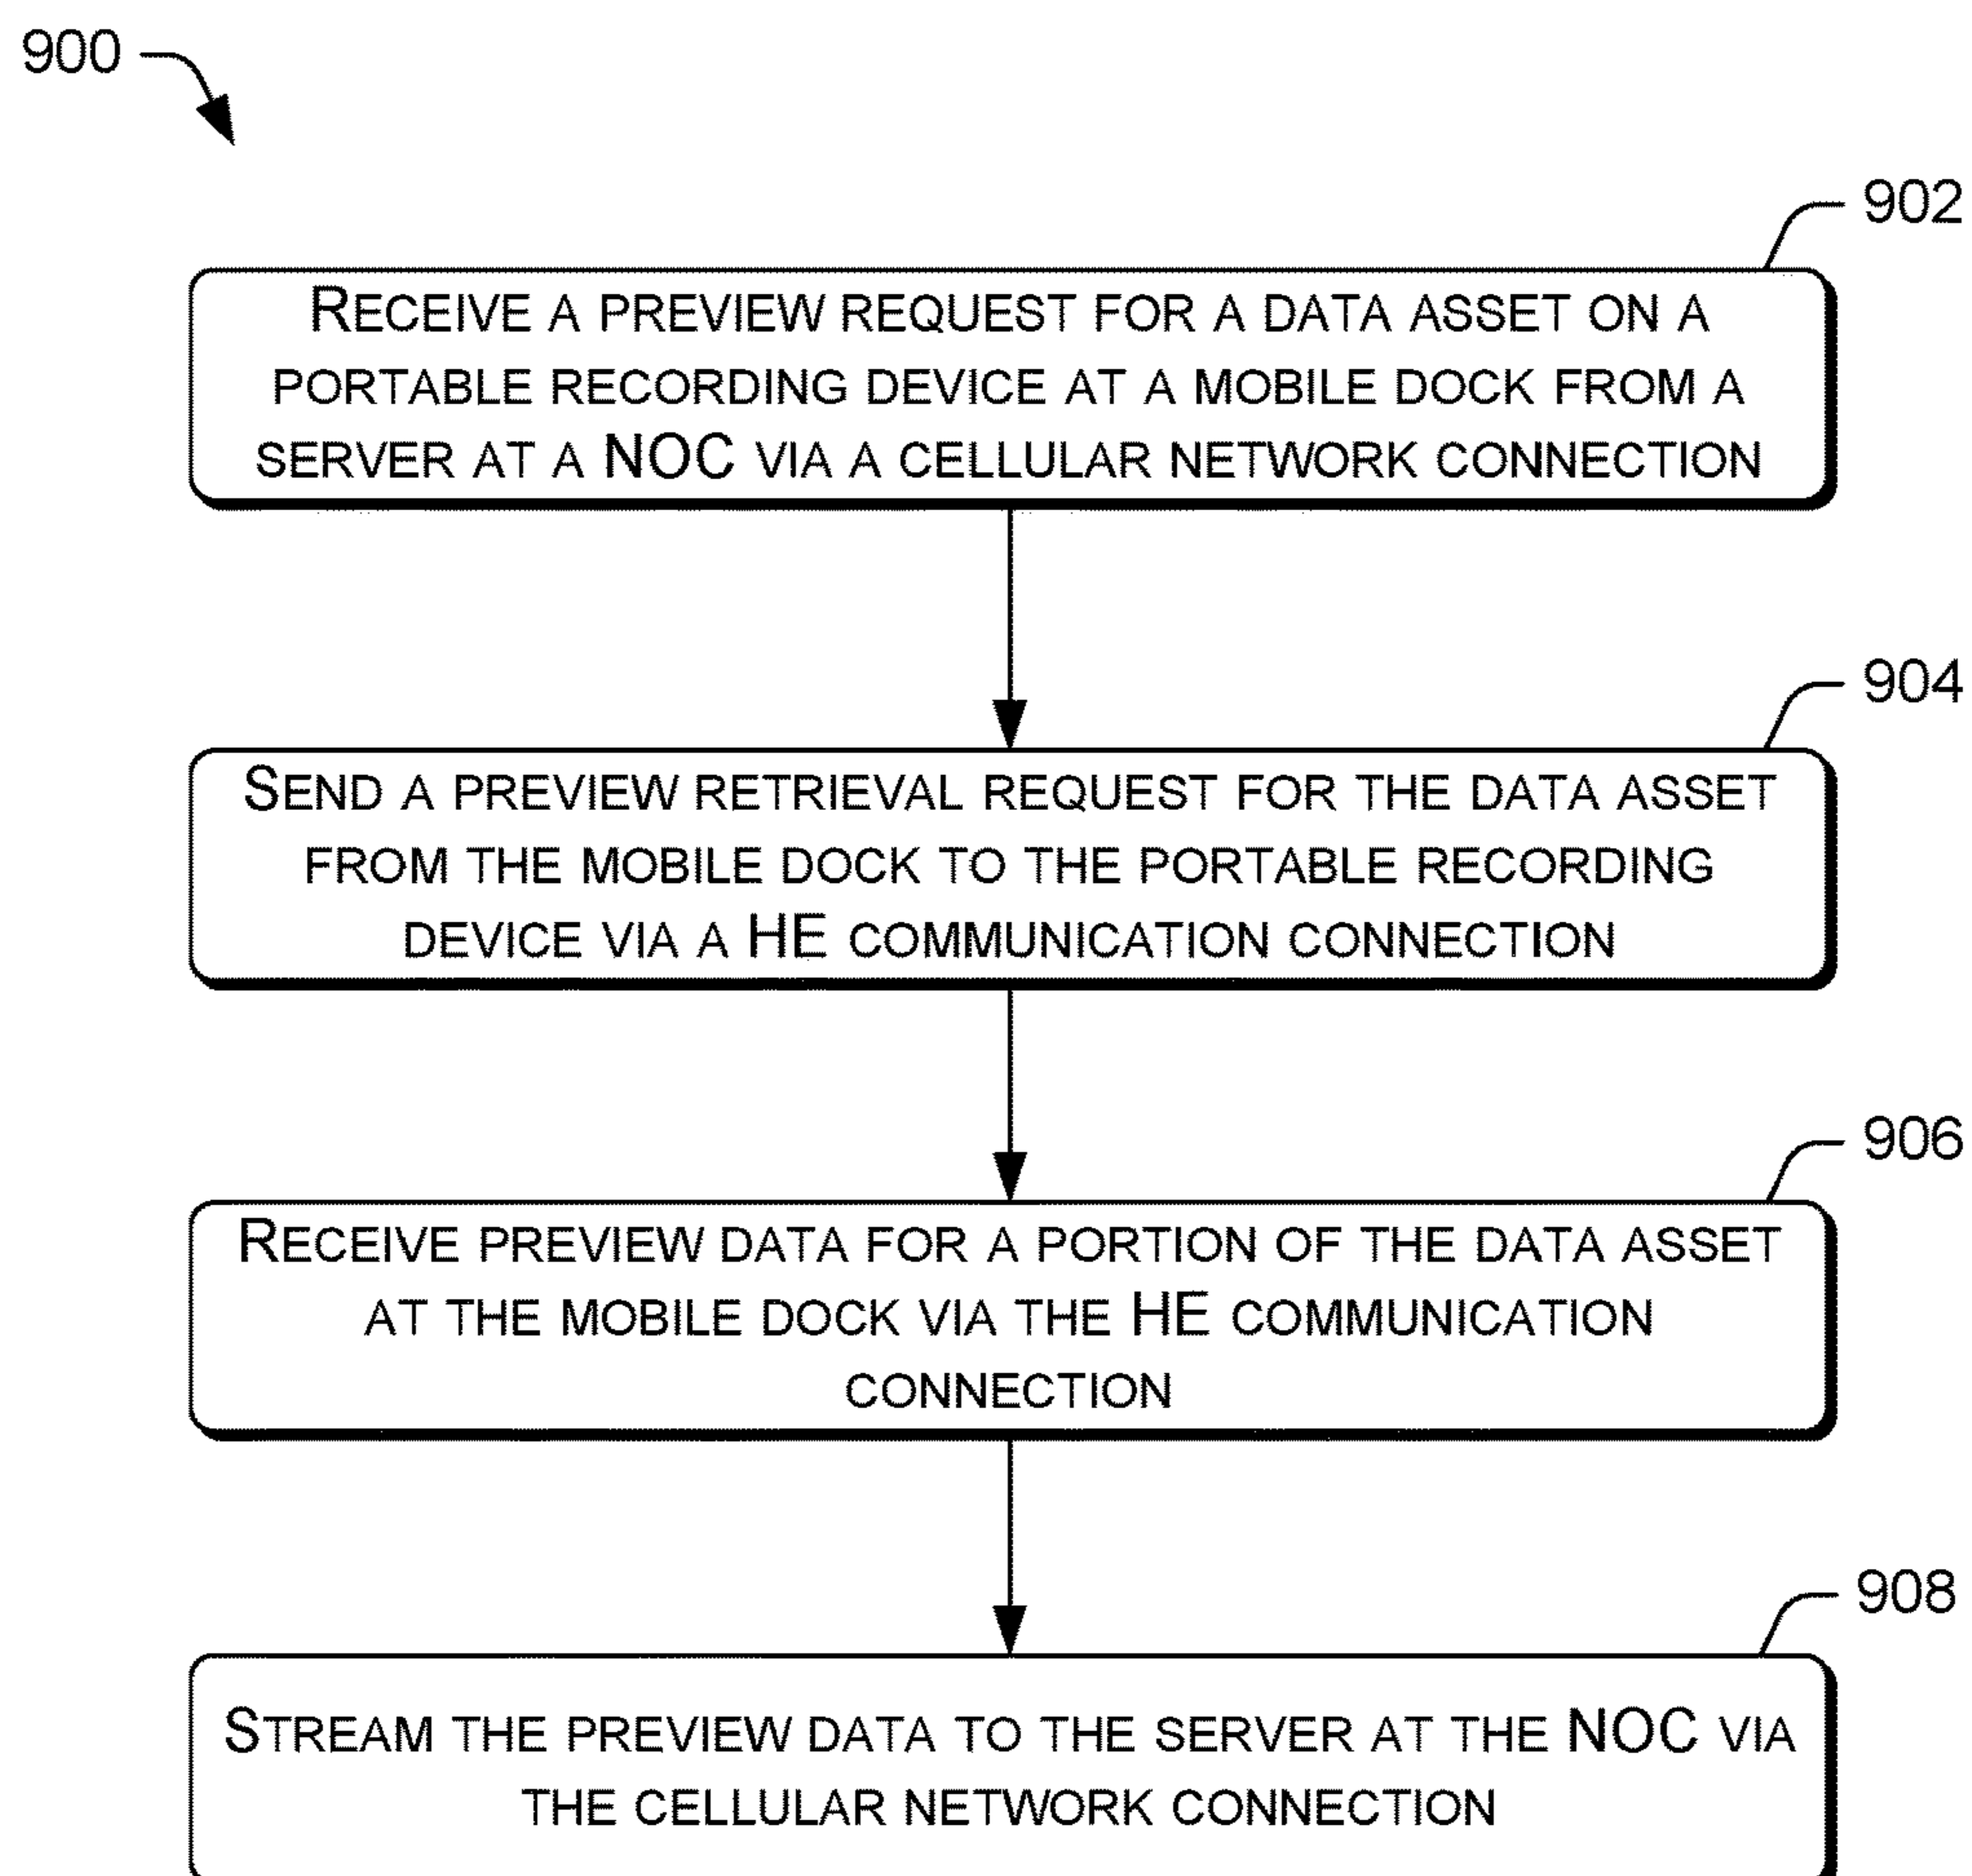 900
902
RECEIVE A PREVIEW REQUEST FOR A DATA ASSET ON A
PORTABLE RECORDING DEVICE AT A MOBILE DOCK FROM A
SERVER AT A NOC VIA A CELLULAR NETWORK CONNECTION
904
SEND A PREVIEW RETRIEVAL REQUEST FOR THE DATA ASSET
FROM THE MOBILE DOCK TO THE PORTABLE RECORDING
DEVICE VIA A HE COMMUNICATION CONNECTION
906
RECEIVE PREVIEW DATA FOR A PORTION OF THE DATA ASSET
AT THE MOBILE DOCK VIA THE HE COMMUNICATION
CONNECTION
908
STREAM THE PREVIEW DATA TO THE SERVER AT THE NOC VIA
THE CELLULAR NETWORK CONNECTION